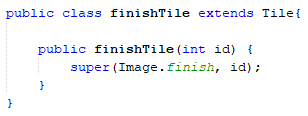 public class finishTile extends Tile{
public finishTile(int id) {
super(Image.finish, id);
}
}